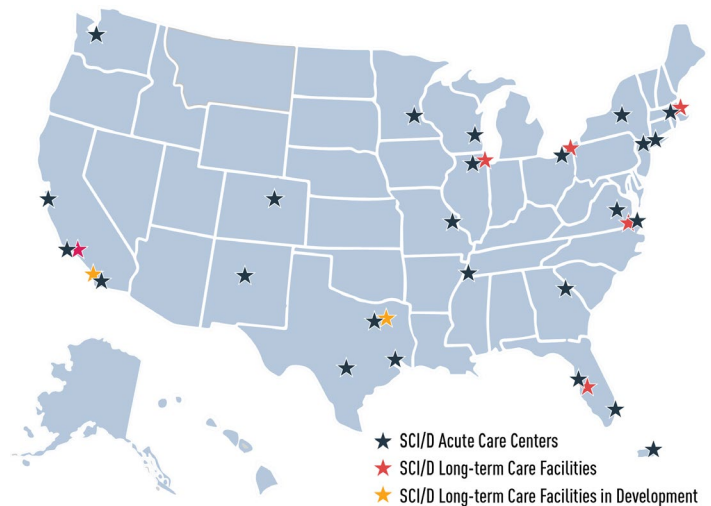 SCI/D Acute Care Centers
SCI/D Long-term Care Facilities
SCI/D Long-term Care Facilities in Development